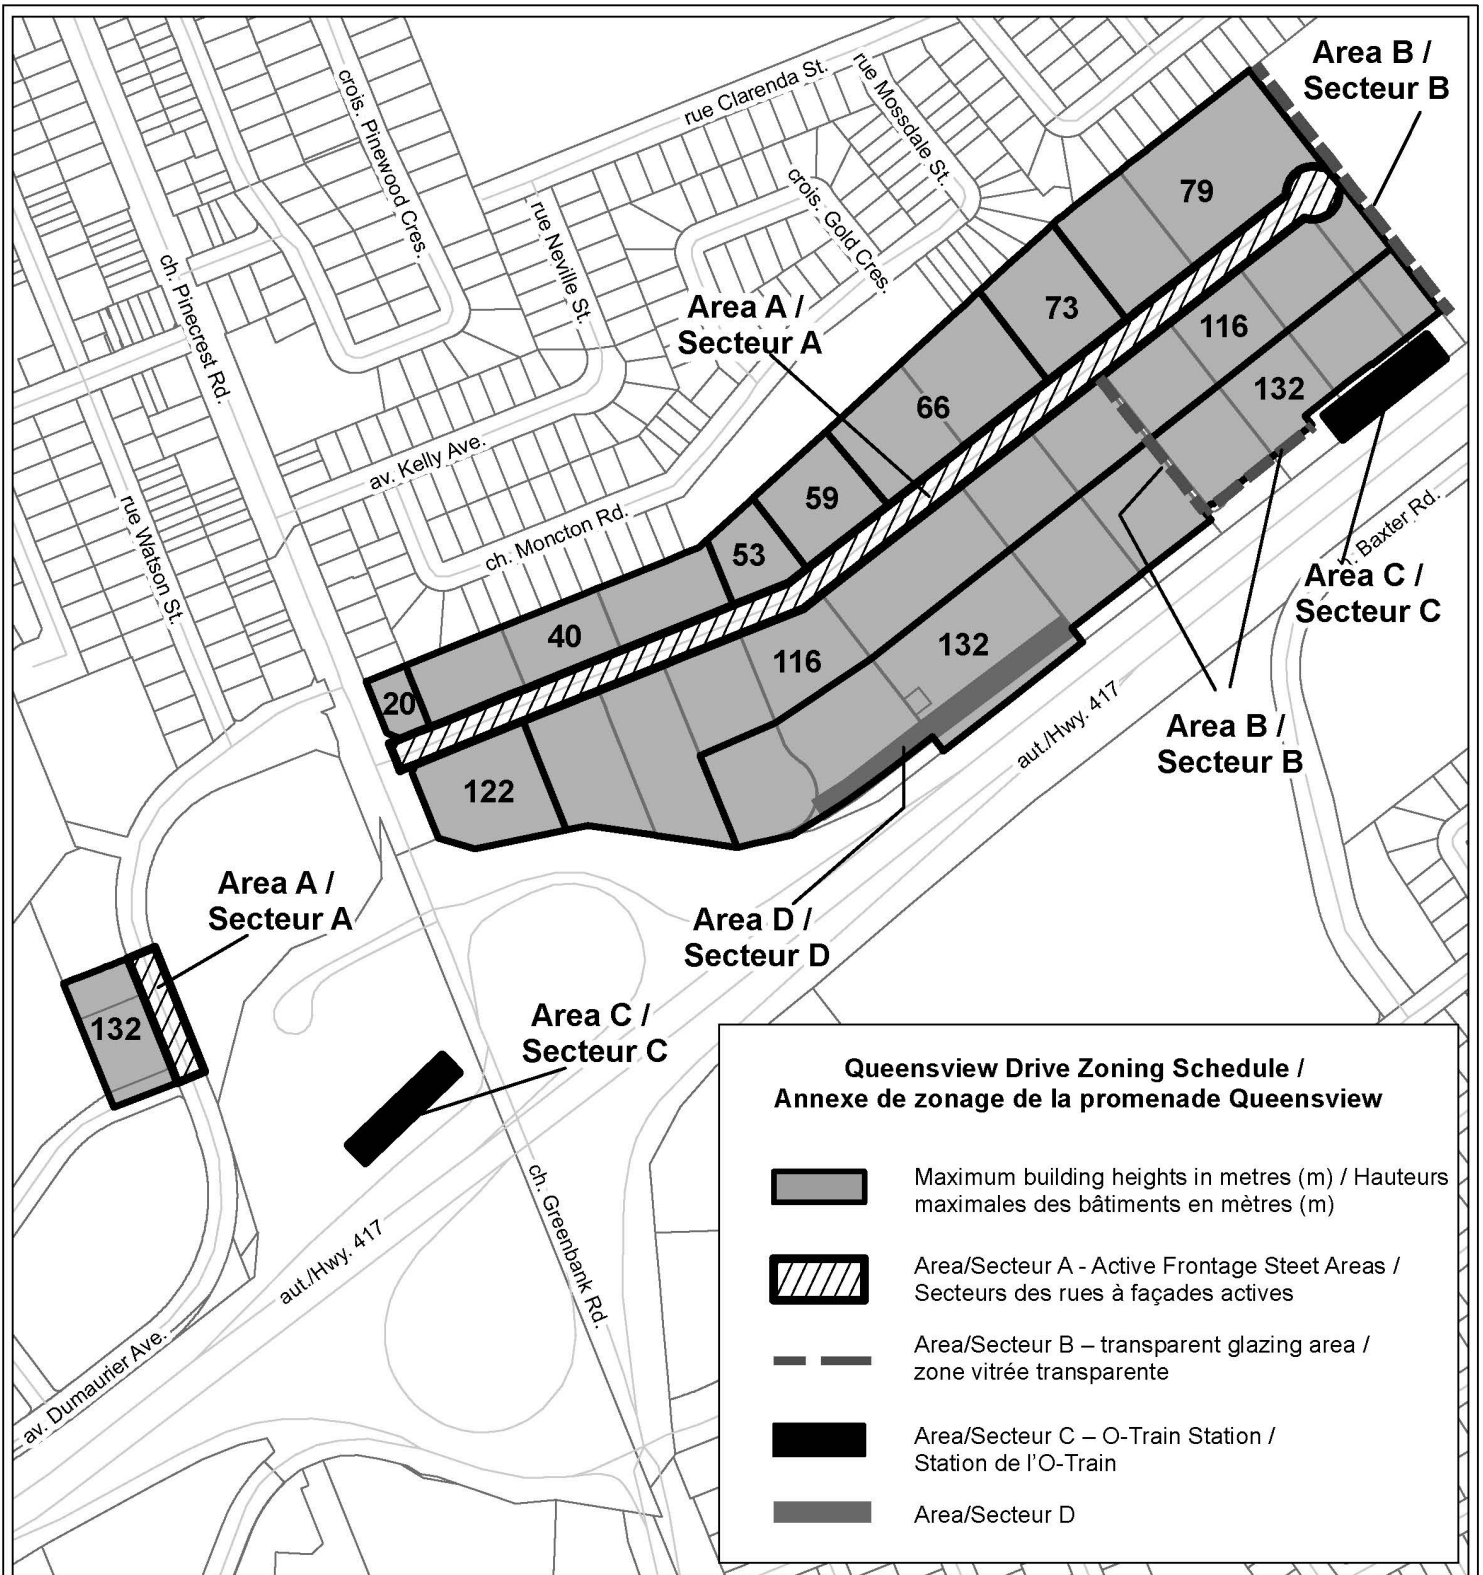 Area B /
Secteur B
rue Clarenda St.
rue Mossdale St.
crois. Pinewood Cres.
crois. Gold Cres.
rue Neville St.
ch. Pinecrest Rd.
79
73
116
66
132
Area A /
Secteur A
59
53
av. Kelly Ave.
ch. Moncton Rd.
rue Watson St.
Baxter Rd.
Area C /
Secteur C
40
116
132
20
122
aut./Hwy. 417
Area B /
Secteur B
Area A /
Secteur A
Area D /
Secteur D
132
Area C /
Secteur C
ch. Greenbank Rd.
aut./Hwy. 417
av. Dumaurier Ave.
Queensview Drive Zoning Schedule /
Annexe de zonage de la promenade Queensview
Maximum building heights in metres (m) / Hauteurs
maximales des bâtiments en mètres (m)
Area/Secteur A - Active Frontage Steet Areas /
Secteurs des rues à façades actives
Area/Secteur B – transparent glazing area /
zone vitrée transparente
Area/Secteur C – O-Train Station /
Station de l'O-Train
Area/Secteur D